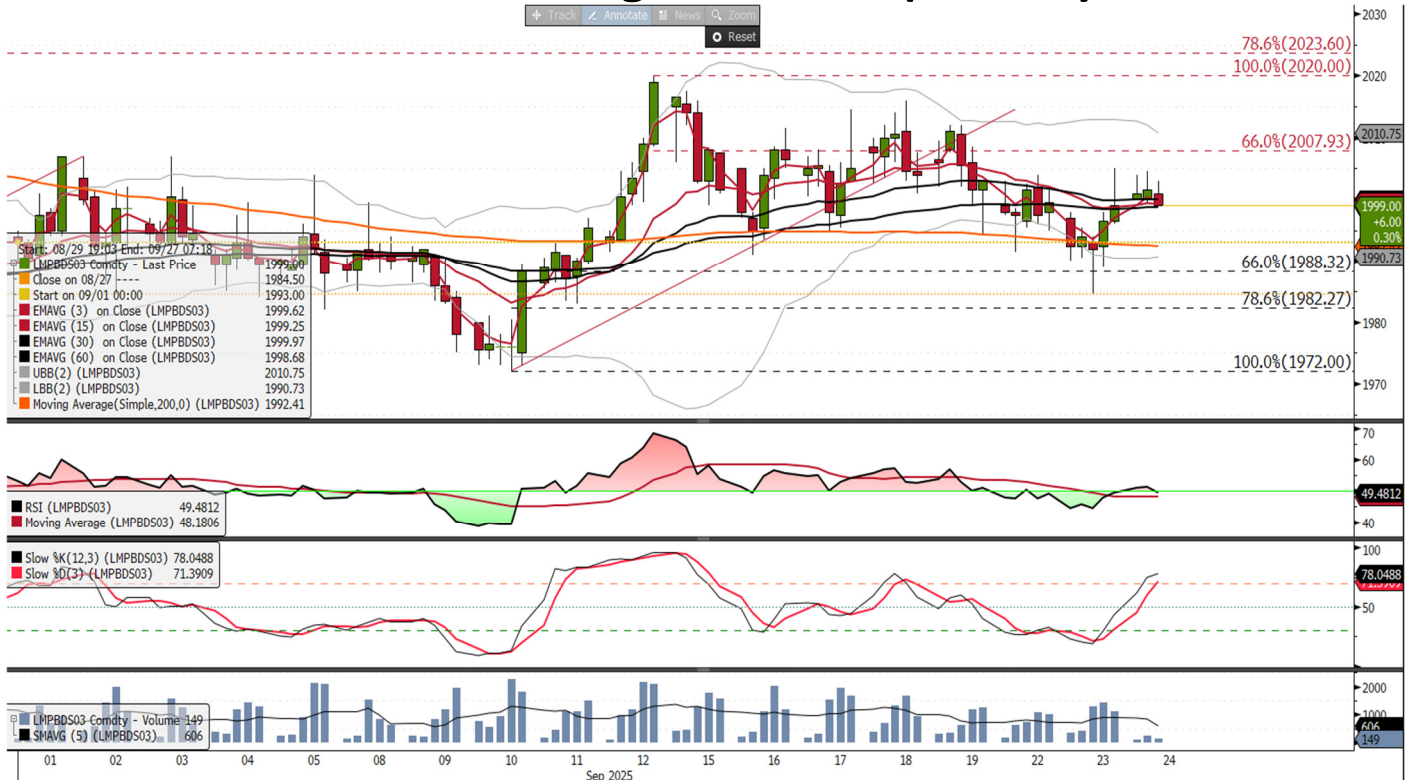 Track Annotate News Zoom
Reset
2030
78.6%(2023.60)
100.0%(2020.00)
2020
2010.75
66.0%(2007.93)
1999.00
+6.00
0.30%
1990.73
66.0%(1988.32)
78.6%(1982.27)
1980
100.0%(1972.00)
1970
Start: 08/29 19:03 End: 09/27 07:18
LMPBDS03 Comdty - Last Price 1999.00
Close on 08/27 ---- 1984.50
Start on 09/01 00:00 1993.00
EMAVG (3) on Close (LMPBDS03) 1999.62
EMAVG (15) on Close (LMPBDS03) 1999.25
EMAVG (30) on Close (LMPBDS03) 1999.97
EMAVG (60) on Close (LMPBDS03) 1998.68
UBB(2) (LMPBDS03) 2010.75
LBB(2) (LMPBDS03) 1990.73
Moving Average(Simple,200,0) (LMPBDS03) 1992.41
70
60
RSI (LMPBDS03) 49.4812
Moving Average (LMPBDS03) 48.1806
49.4812
40
100
Slow %K(12,3) (LMPBDS03) 78.0488
Slow %D(3) (LMPBDS03) 71.3909
78.0488
71.3909
50
2000
LMPBDS03 Comdty - Volume 149
SMAVG (5) (LMPBDS03) 606
1000
606
149
01 02 03 04 05 08 09 10 11 12 15 16 17 18 19 22 23 24
Sep 2025